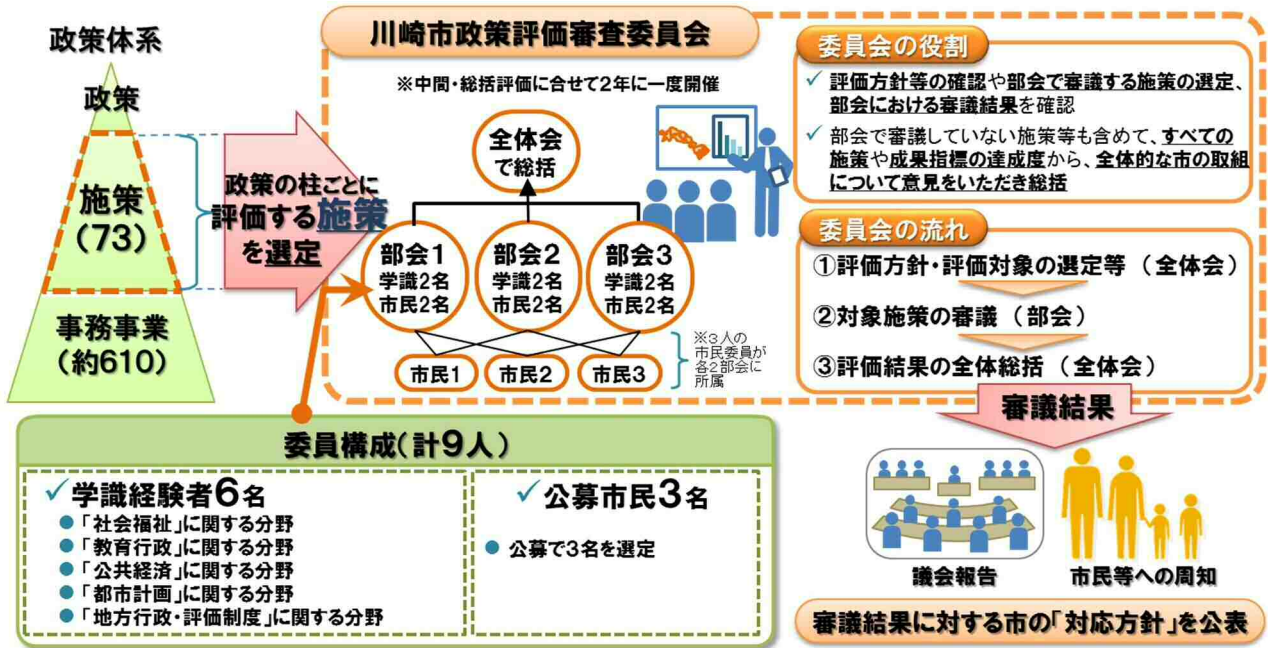 政策体系
政策
施策
(73)
事務事業
(約610)
政策の柱ごとに
評価する施策
を選定
川崎市政策評価審査委員会
※中間・総括評価に合せて2年に一度開催
全体会
で総括
部会1
学識2名
市民2名
部会2
学識2名
市民2名
部会3
学識2名
市民2名
市民1
市民2
市民3
※3人の
市民委員が
各2部会に
所属
委員会の役割
✓ 評価方針等の確認や部会で審議する施策の選定、
部会における審議結果を確認
✓ 部会で審議していない施策等も含めて、すべての
施策や成果指標の達成度から、全体的な市の取組
について意見をいただき総括
委員会の流れ
①評価方針・評価対象の選定等(全体会)
②対象施策の審議(部会)
③評価結果の全体総括(全体会)
審議結果
議会報告
市民等への周知
審議結果に対する市の「対応方針」を公表
委員構成(計9人)
✓学識経験者6名
●「社会福祉」に関する分野
●「教育行政」に関する分野
●「公共経済」に関する分野
●「都市計画」に関する分野
●「地方行政・評価制度」に関する分野
✓公募市民3名
● 公募で3名を選定